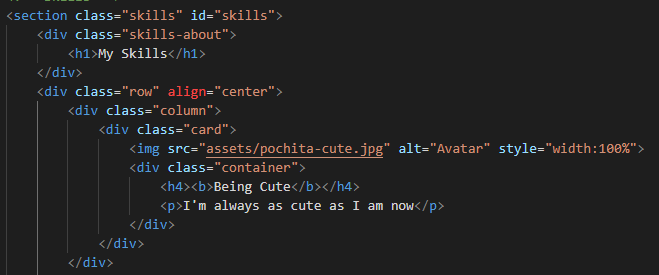 <section class="skills" id="skills">
<div class="skills-about">
<h1>My Skills</h1>
</div>
<div class="row" align="center">
<div class="column">
<div class="card">
<img src="assets/pochita-cute.jpg" alt="Avatar" style="width:100%">
<div class="container">
<h4><b>Being Cute</b></h4>
<p>I'm always as cute as I am now</p>
</div>
</div>
</div>